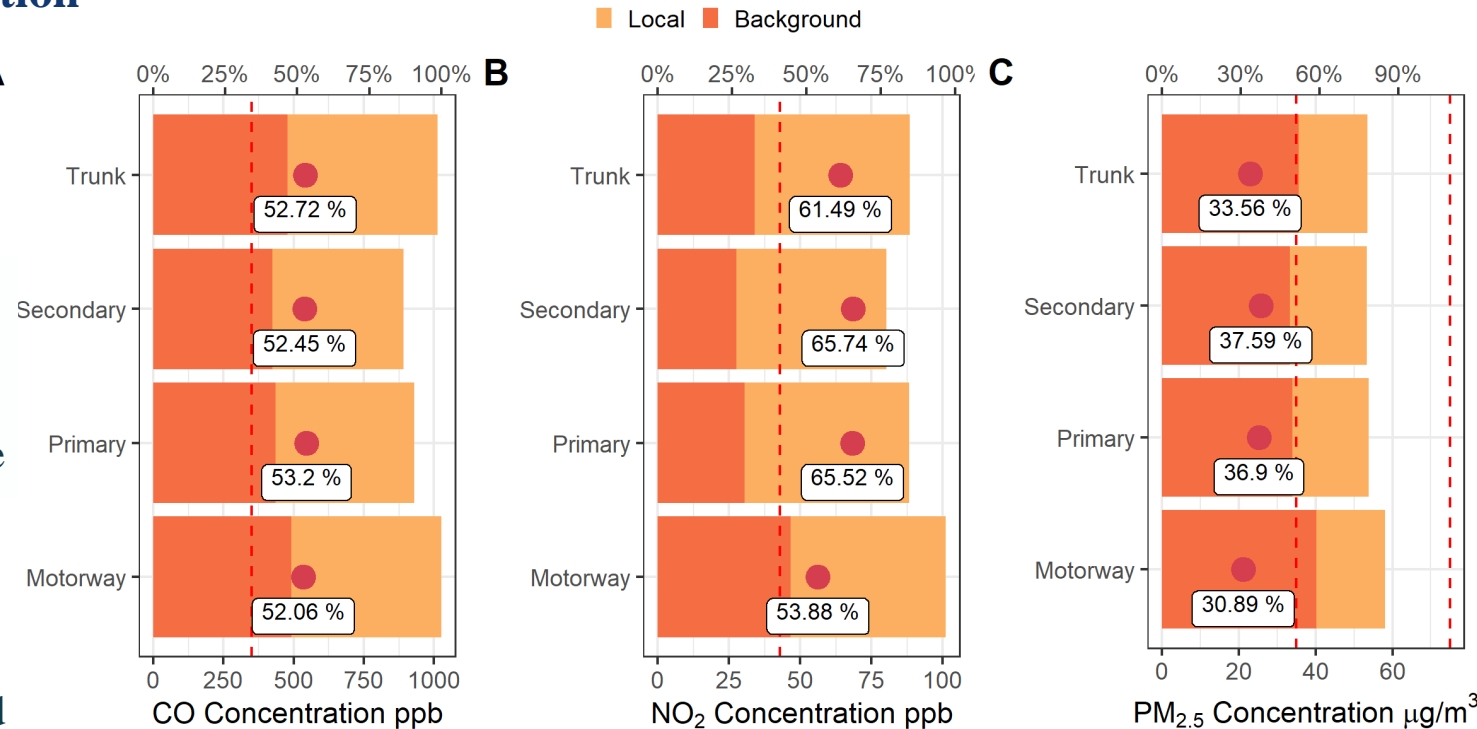 Local Background
0% 25% 50% 75% 100%
Trunk
52.72 %
Secondary
52.45 %
Primary
53.2 %
Motorway
52.06 %
0 250 500 750 1000
CO Concentration ppb
B
0% 25% 50% 75% 100%
Trunk
61.49 %
Secondary
65.74 %
Primary
65.52 %
Motorway
53.88 %
0 25 50 75 100
NO₂ Concentration ppb
C
0% 30% 60% 90%
Trunk
33.56 %
Secondary
37.59 %
Primary
36.9 %
Motorway
30.89 %
0 20 40 60
PM₂.₅ Concentration μg/m³